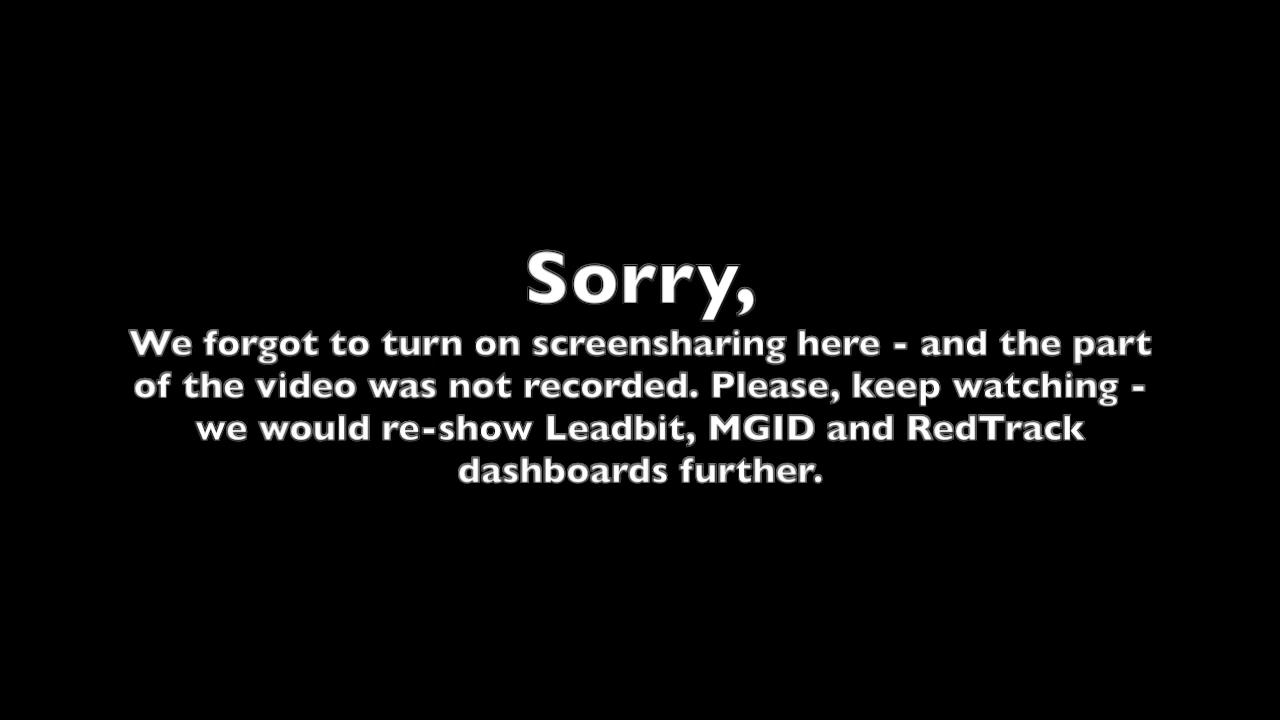 Sorry,
We forgot to turn on screensharing here - and the part
of the video was not recorded. Please, keep watching -
we would re-show Leadbit, MGID and RedTrack
dashboards further.